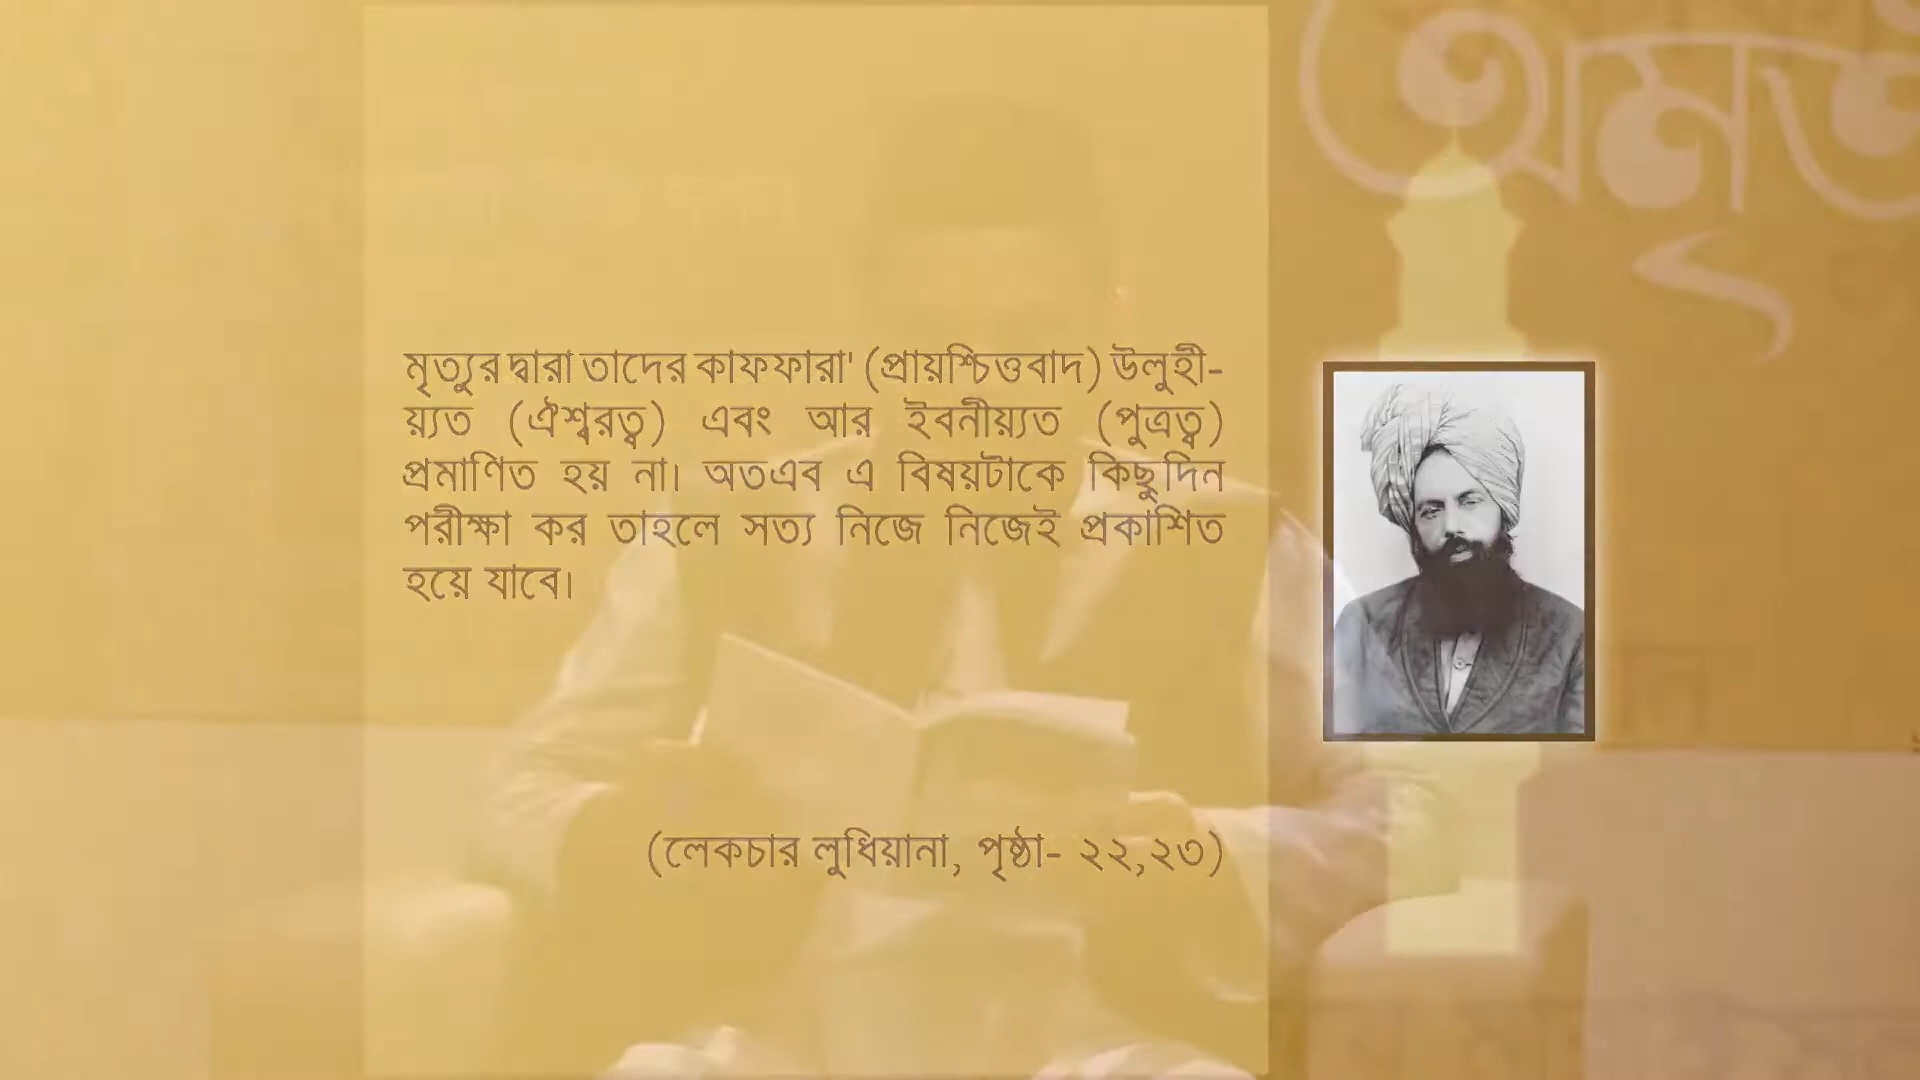 অমৃত
মৃত্যুর দ্বারা তাদের কাফফারা' (প্রায়শ্চিত্তবাদ) উলুহী-
য়্যত (ঐশ্বরত্ব) এবং আর ইবনীয়্যত (পুত্রত্ব)
প্রমাণিত হয় না। অতএব এ বিষয়টাকে কিছুদিন
পরীক্ষা কর তাহলে সত্য নিজে নিজেই প্রকাশিত
হয়ে যাবে।
(লেকচার লুধিয়ানা, পৃষ্ঠা- ২২,২৩)